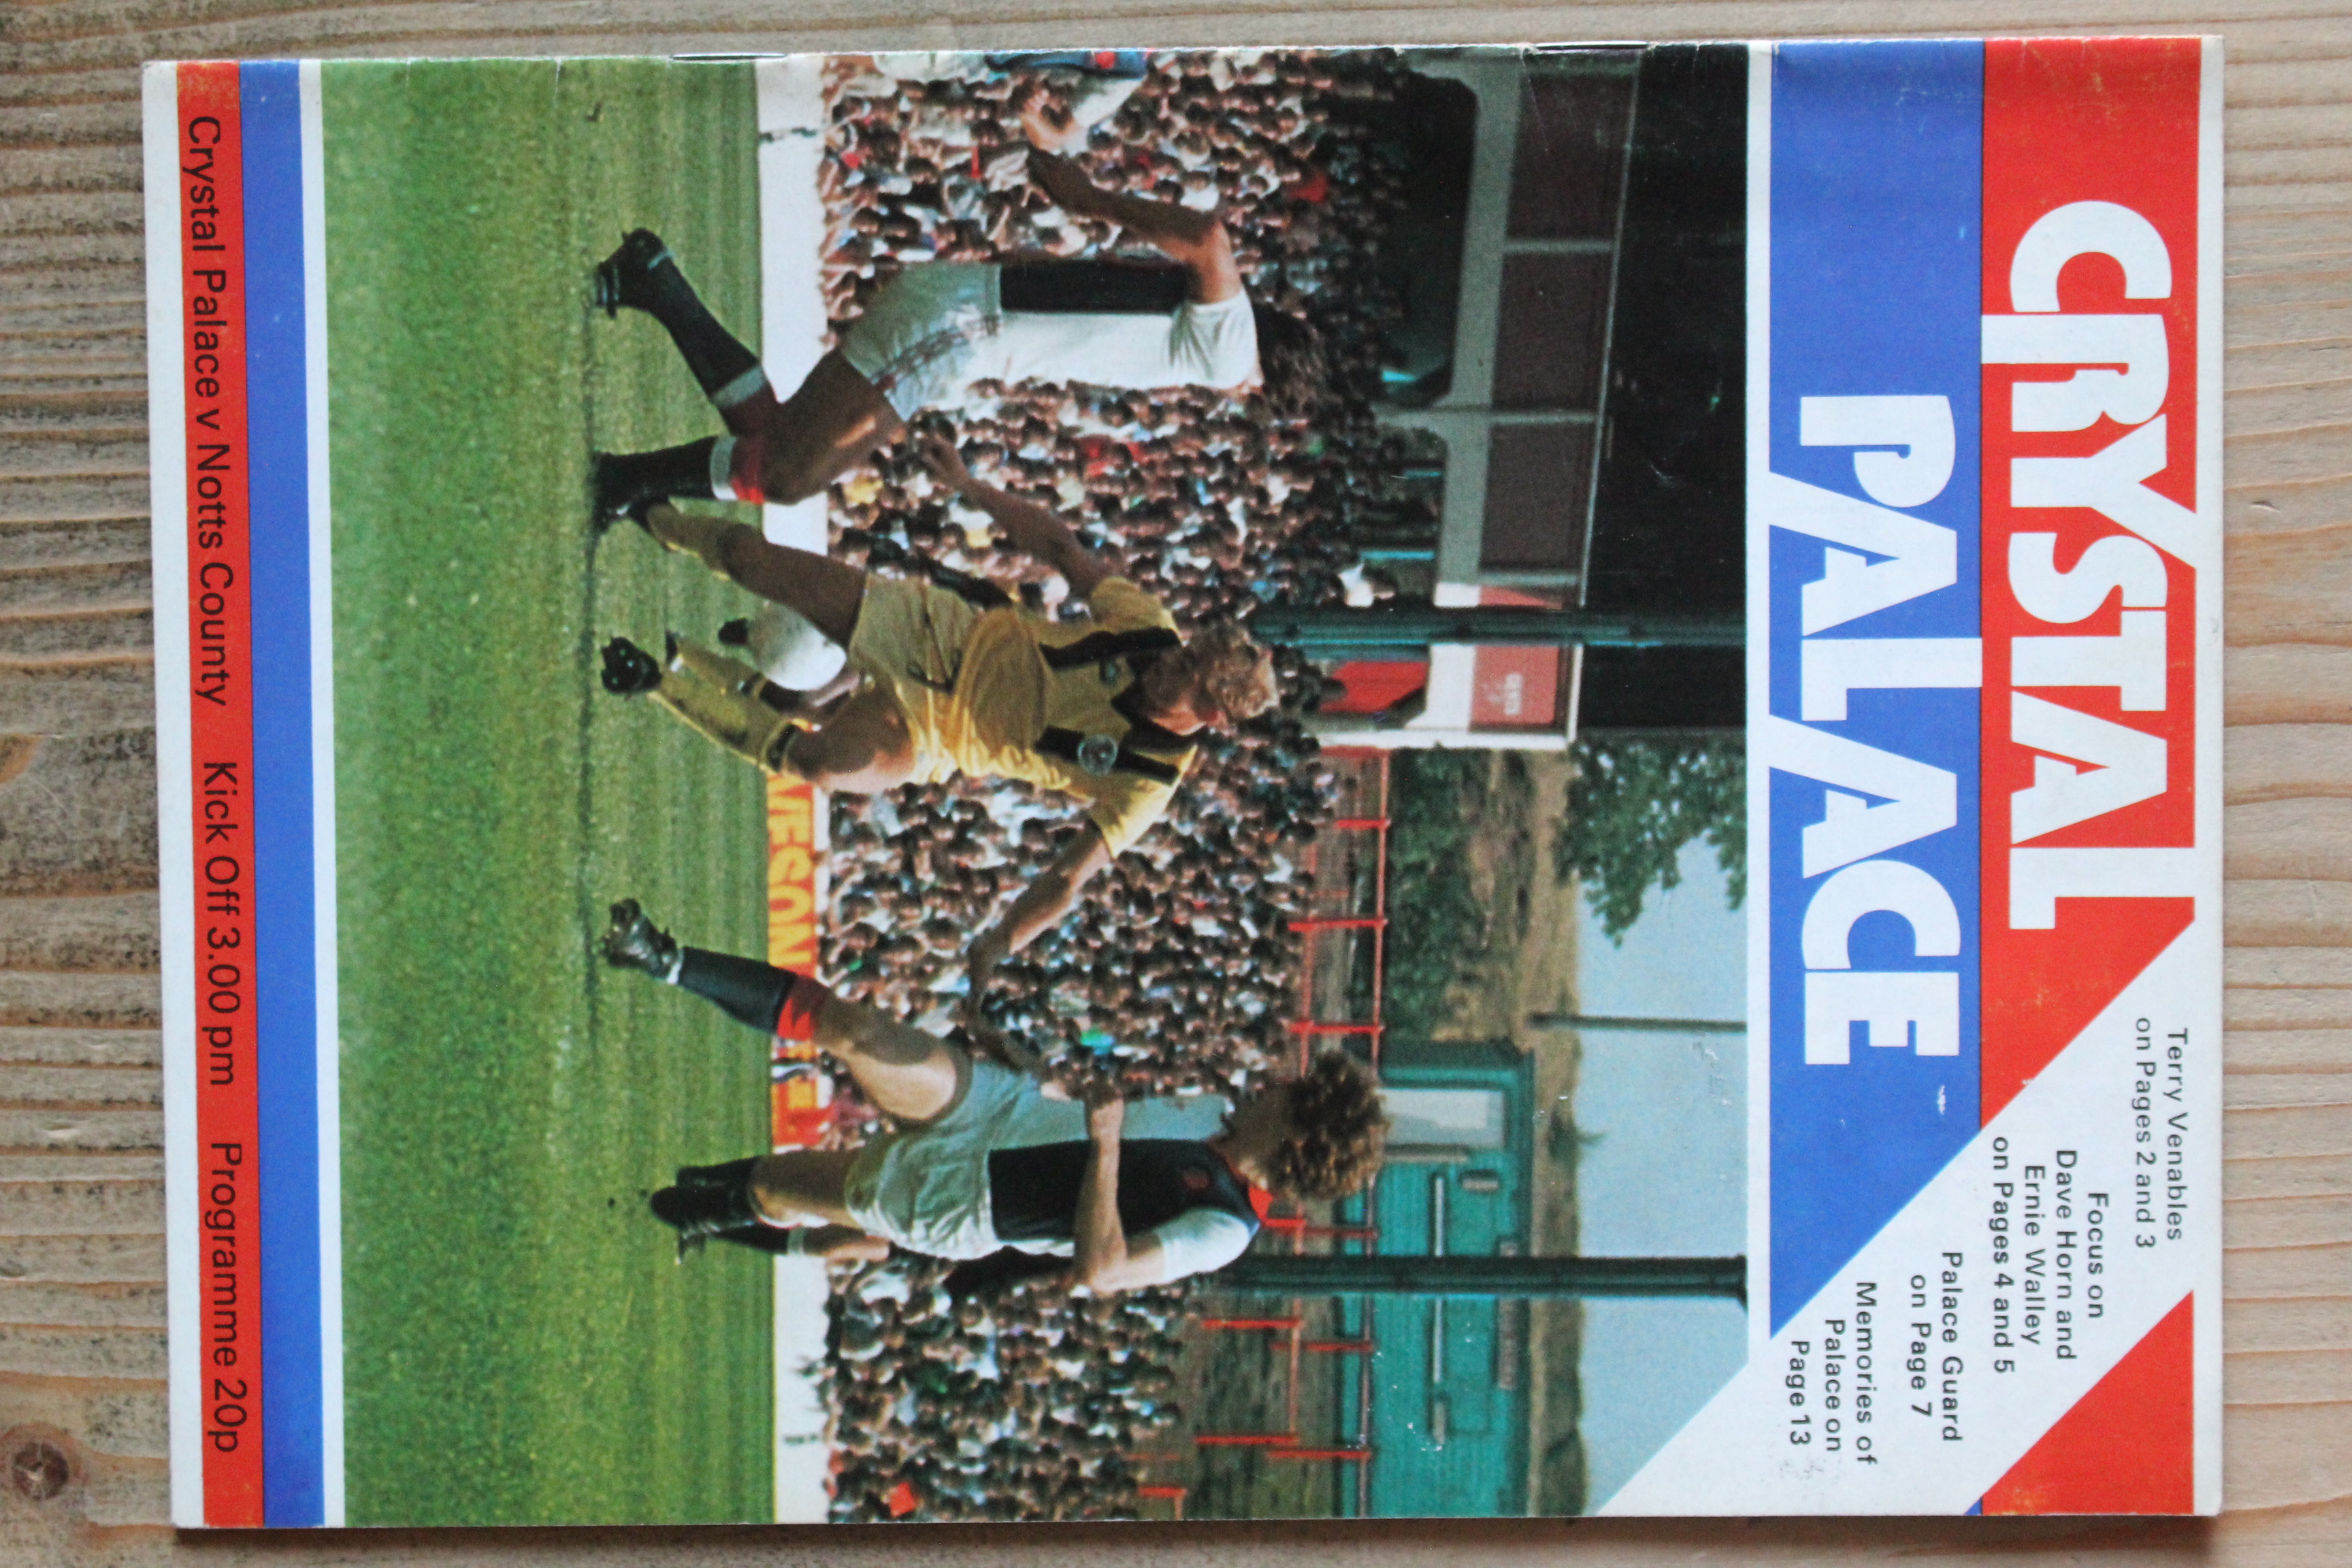 CRYSTAL
PALACE
Terry Venables
on Pages 2 and 3
Focus on
Dave Horn and
Ernie Walley
on Pages 4 and 5
Palace Guard
on Page 7
Memories of
Palace on
Page 13
Crystal Palace v Notts County Kick Off 3.00 pm Programme 20p